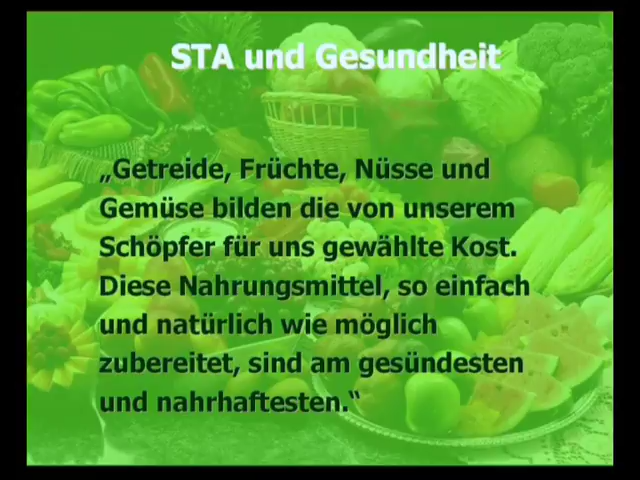 STA und Gesundheit
„Getreide, Früchte, Nüsse und
Gemüse bilden die von unserem
Schöpfer für uns gewählte Kost.
Diese Nahrungsmittel, so einfach
und natürlich wie möglich
zubereitet, sind am gesündesten
und nahrhaftesten.“